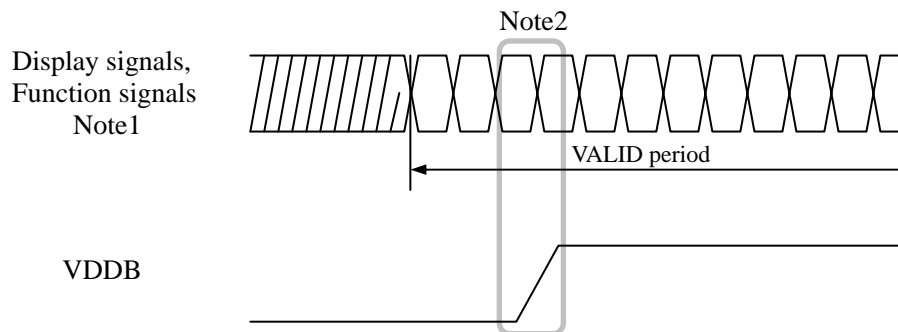 Note2
Display signals,
Function signals
Note1
VALID period
VDDB